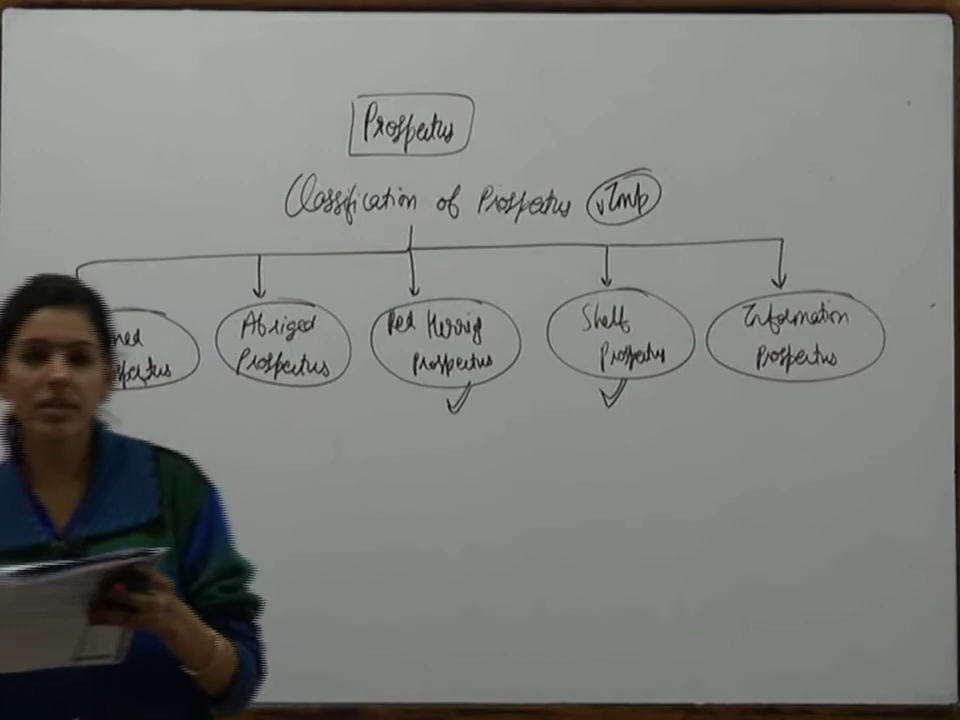 Prospectus
Classification of Prospectus v Imp
Abriged
Prospectus
Red Herring
Prospectus
Shelf
Prospectus
Information
Prospectus